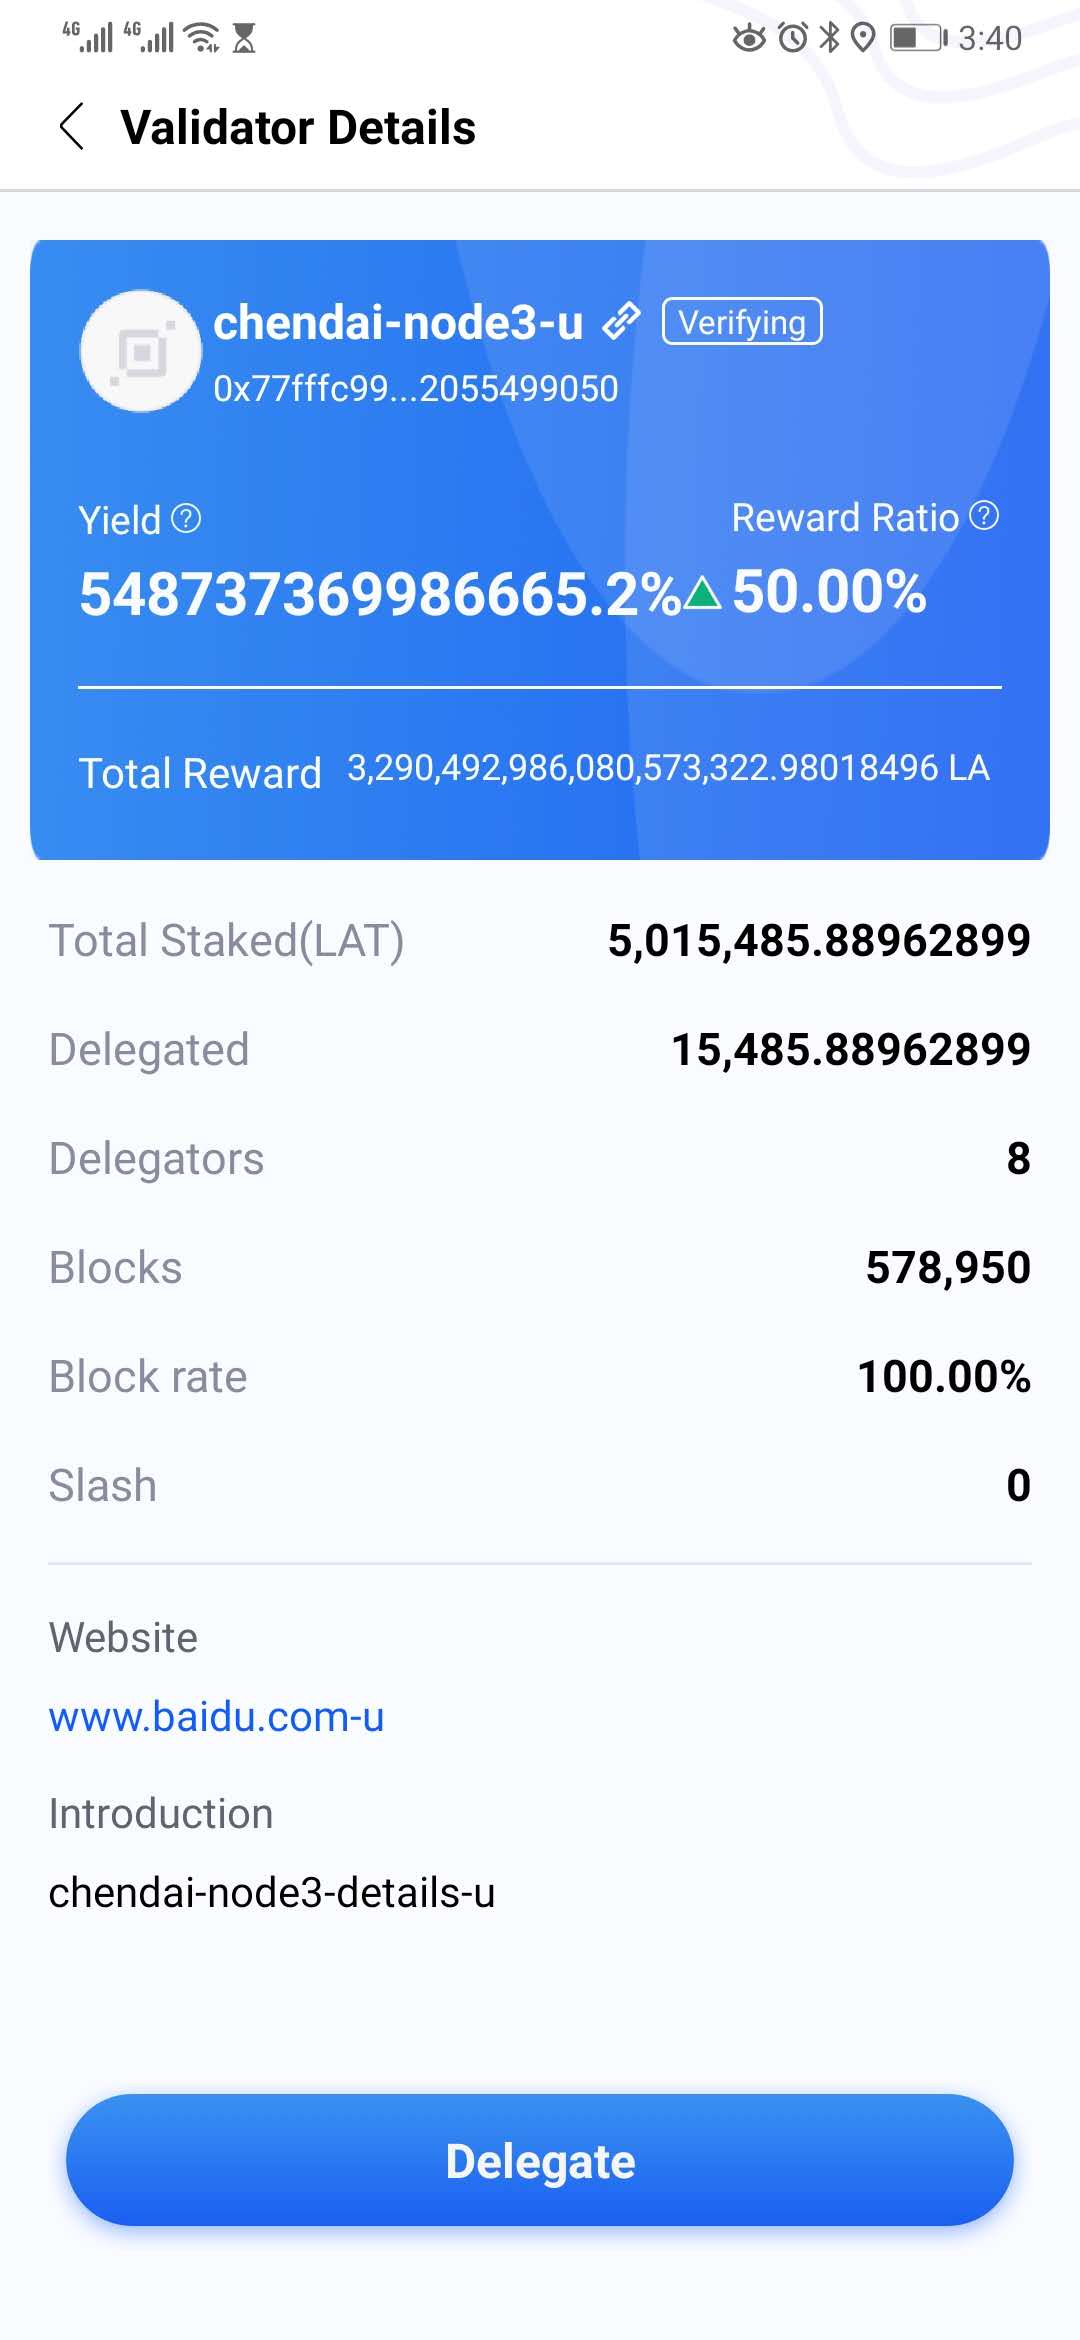 4G 4G 3:40
Validator Details
chendai-node3-u Verifying
0x77fffc99...2055499050
Yield ? Reward Ratio ?
548737369986665.2% 50.00%
Total Reward 3,290,492,986,080,573,322.98018496 LA
Total Staked(LAT) 5,015,485.88962899
Delegated 15,485.88962899
Delegators 8
Blocks 578,950
Block rate 100.00%
Slash 0
Website
www.baidu.com-u
Introduction
chendai-node3-details-u
Delegate